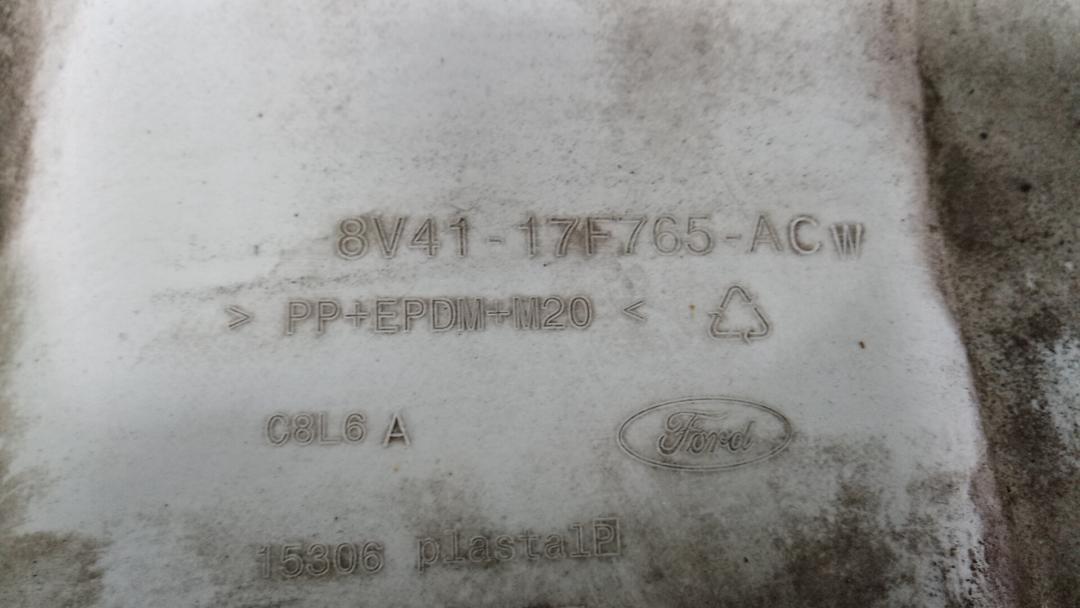 8V41-17F765-ACW
> PP+EPDM+M20 <
C8L6 A
Ford
15306 plastal P